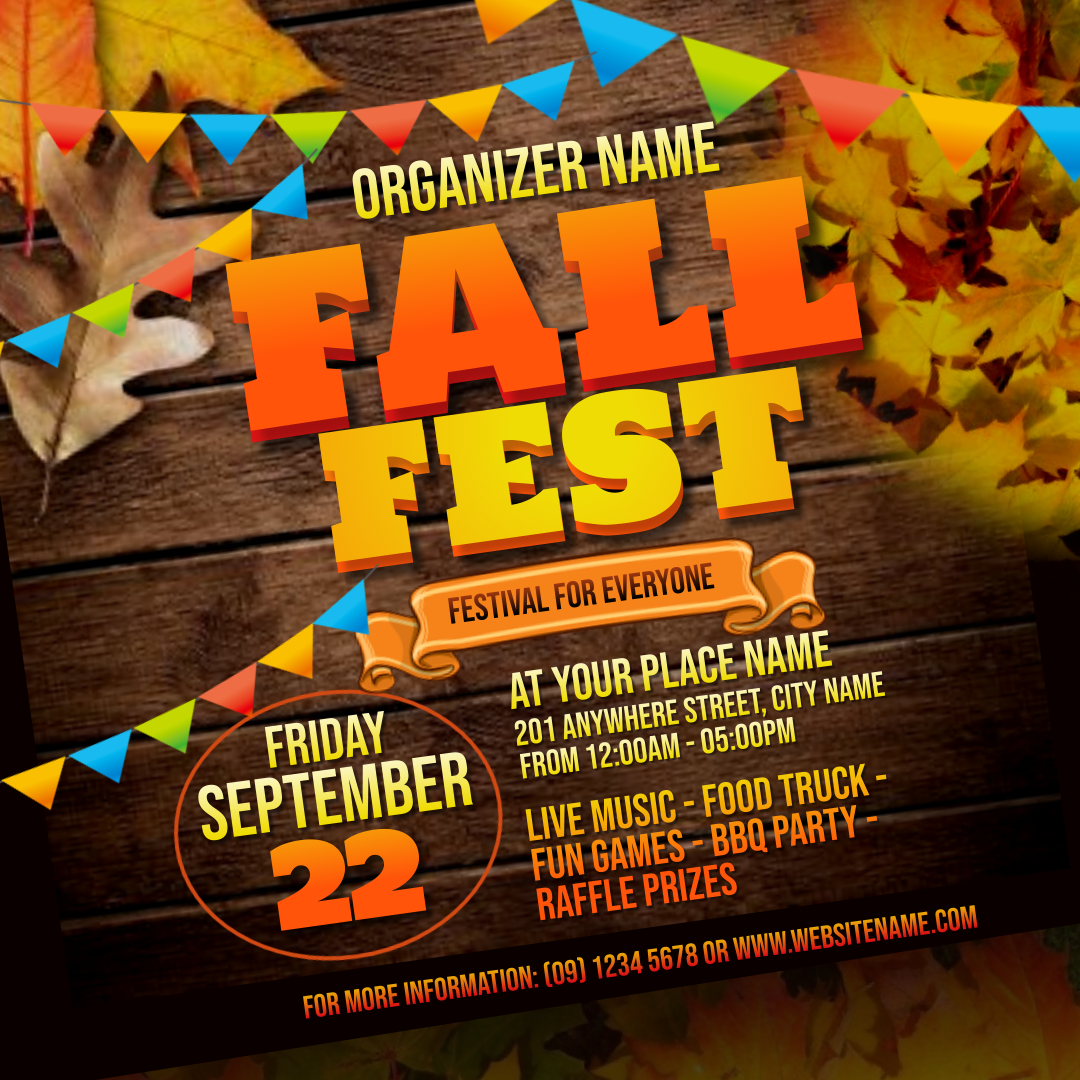 ORGANIZER NAME
FALL
FEST
FESTIVAL FOR EVERYONE
AT YOUR PLACE NAME
201 ANYWHERE STREET, CITY NAME
FROM 12:00AM - 05:00PM
FRIDAY
SEPTEMBER
22
LIVE MUSIC - FOOD TRUCK -
FUN GAMES - BBQ PARTY -
RAFFLE PRIZES
FOR MORE INFORMATION: (09) 1234 5678 OR WWW.WEBSITENAME.COM